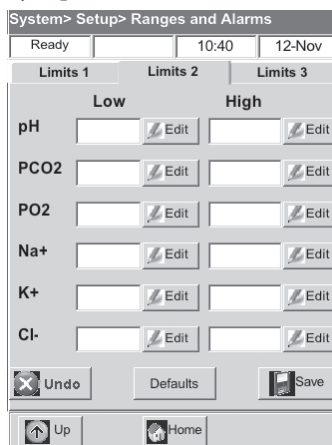 System> Setup> Ranges and Alarms
Ready 10:40 12-Nov
Limits 1 Limits 2 Limits 3
Low High
pH Edit Edit
PCO2 Edit Edit
PO2 Edit Edit
Na+ Edit Edit
K+ Edit Edit
Cl- Edit Edit
Undo Defaults Save
Up Home